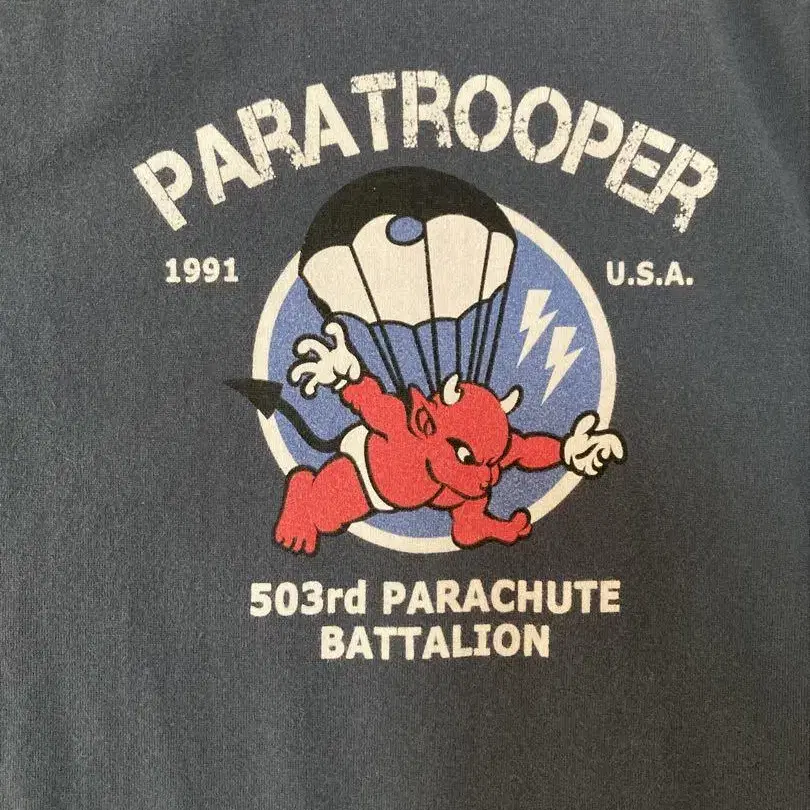 PARATROOPER
1991
U.S.A.
503rd PARACHUTE
BATTALION